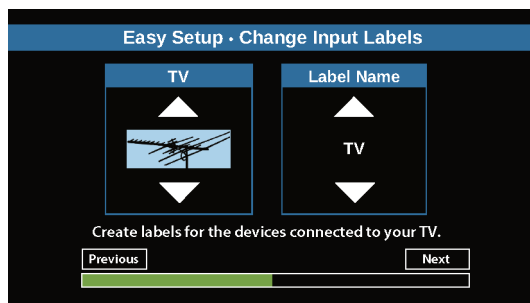 Easy Setup · Change Input Labels
TV
Label Name
TV
Create labels for the devices connected to your TV.
Previous
Next